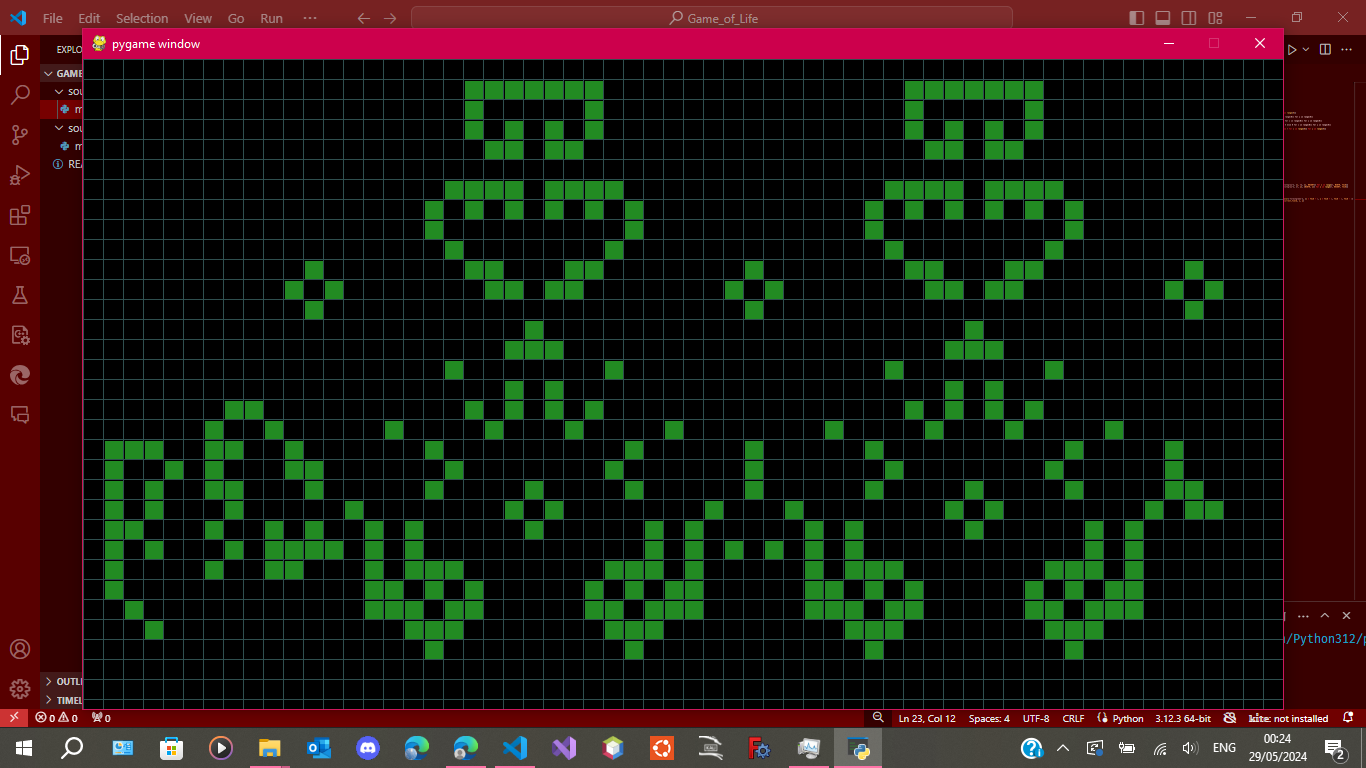 File Edit Selection View Go Run ··· Game_of_Life
pygame window
EXPLO
GAME
sou
m
sou
m
REA
u/Python312/p
OUTLI
TIMEL
0 0 0 Ln 23, Col 12 Spaces: 4 UTF-8 CRLF Python 3.12.3 64-bit kite: not installed
ENG 00:24
29/05/2024 2